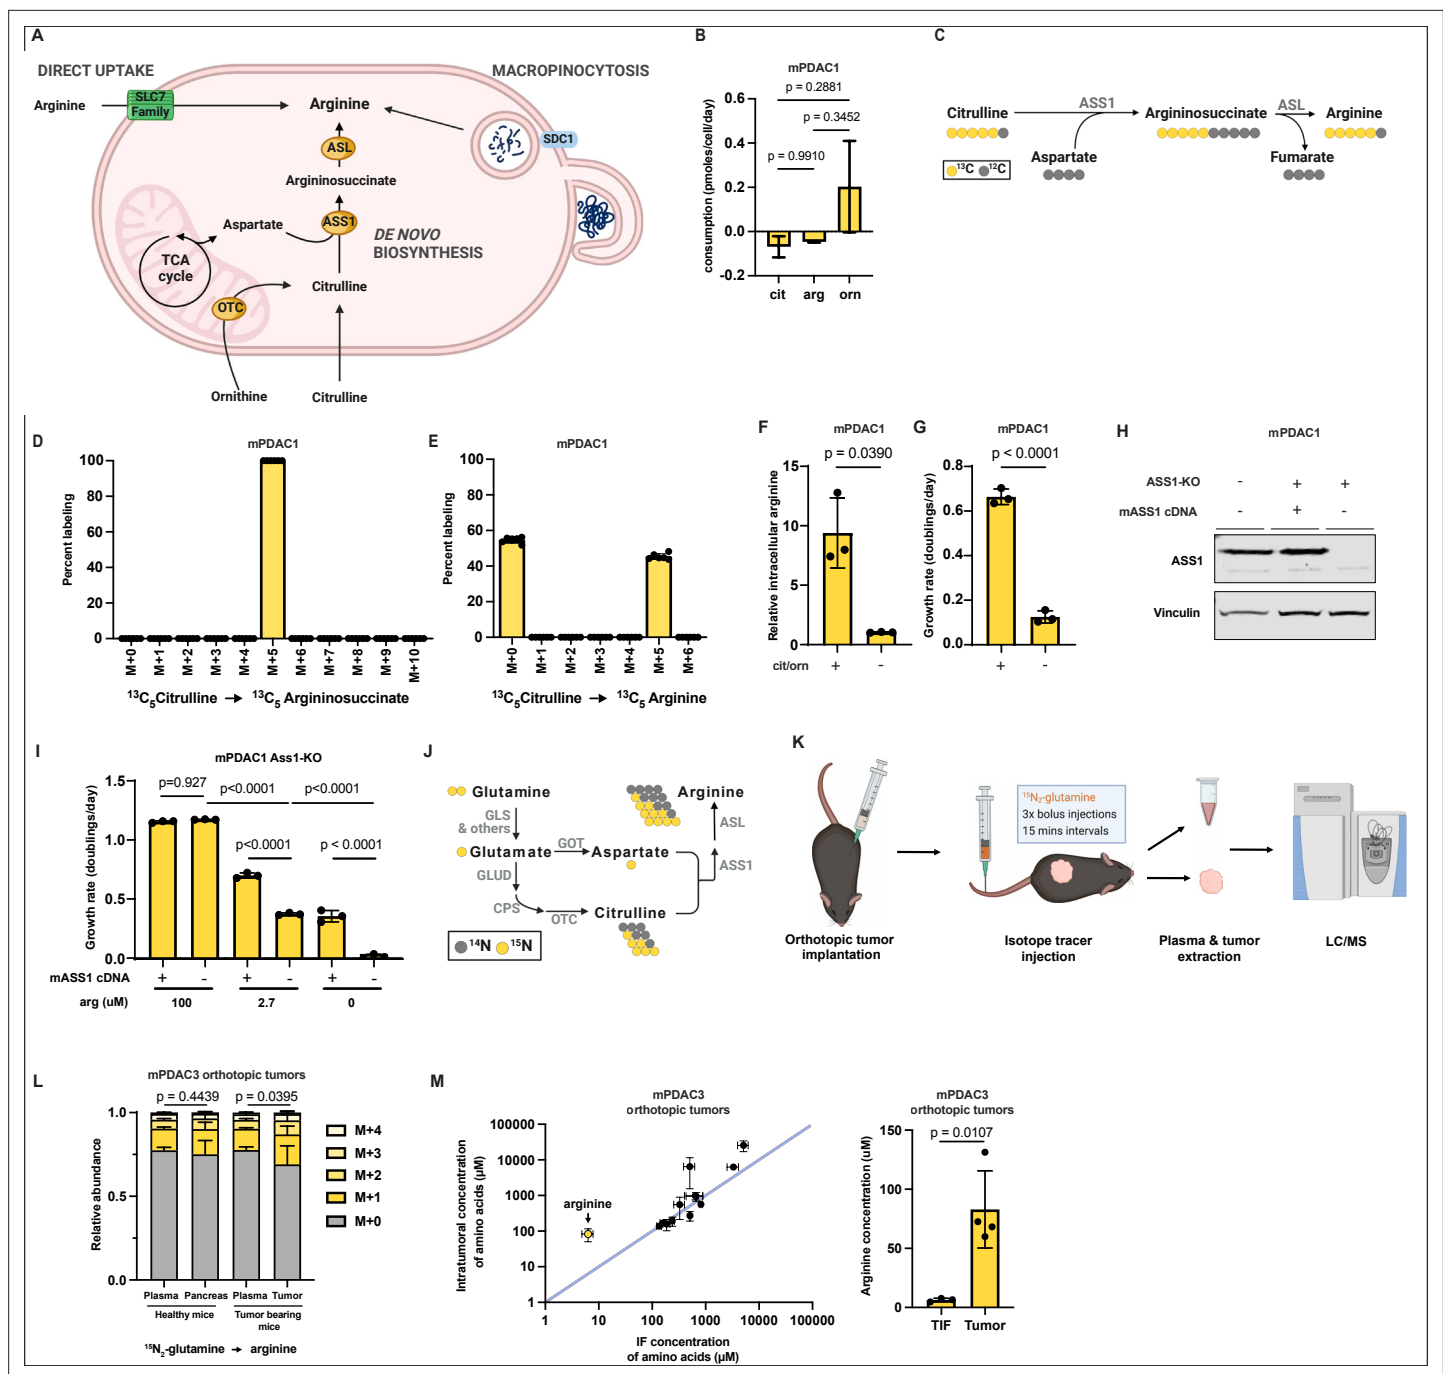 A
DIRECT UPTAKE
MACROPINOCYTOSIS
Arginine
SLC7
Family
Arginine
SDC1
ASL
Argininosuccinate
Aspartate
ASS1
DE NOVO
BIOSYNTHESIS
TCA
cycle
Citrulline
OTC
Ornithine
Citrulline
B
mPDAC1
p = 0.2881
p = 0.3452
p = 0.9910
consumption (pmoles/cell/day)
0.6
0.4
0.2
0.0
-0.2
cit arg orn
C
Citrulline
ASS1
Argininosuccinate
ASL
Arginine
Aspartate
Fumarate
¹³C ¹²C
D
mPDAC1
Percent labeling
100
80
60
40
20
0
M+0 M+1 M+2 M+3 M+4 M+5 M+6 M+7 M+8 M+9 M+10
¹³C₅Citrulline → ¹³C₅ Argininosuccinate
E
mPDAC1
Percent labeling
100
80
60
40
20
0
M+0 M+1 M+2 M+3 M+4 M+5 M+6
¹³C₅Citrulline → ¹³C₅ Arginine
F
mPDAC1
p = 0.0390
Relative intracellular arginine
15
10
5
0
cit/orn + -
G
mPDAC1
p < 0.0001
Growth rate (doublings/day)
0.8
0.6
0.4
0.2
0.0
+ -
H
mPDAC1
ASS1-KO - + +
mASS1 cDNA - + -
ASS1
Vinculin
I
mPDAC1 Ass1-KO
p=0.927
p<0.0001
p<0.0001
p<0.0001
p < 0.0001
Growth rate (doublings/day)
1.5
1.0
0.5
0.0
mASS1 cDNA + - + - + -
arg (uM) 100 2.7 0
J
Glutamine
Arginine
GLS
& others
ASL
Glutamate
GOT
Aspartate
GLUD
ASS1
CPS
OTC
Citrulline
¹⁴N ¹⁵N
K
¹⁵N₂-glutamine
3x bolus injections
15 mins intervals
Orthotopic tumor
implantation
Isotope tracer
injection
Plasma & tumor
extraction
LC/MS
L
mPDAC3 orthotopic tumors
p = 0.4439 p = 0.0395
Relative abundance
1.0
0.5
0.0
M+4
M+3
M+2
M+1
M+0
Plasma Pancreas Plasma Tumor
Healthy mice
Tumor bearing
mice
¹⁵N₂-glutamine → arginine
M
mPDAC3
orthotopic tumors
Intratumoral concentration
of amino acids (μM)
100000
10000
1000
100
10
1
arginine
1 10 100 1000 10000 100000
IF concentration
of amino acids (μM)
mPDAC3
orthotopic tumors
p = 0.0107
Arginine concentration (uM)
150
100
50
0
TIF Tumor